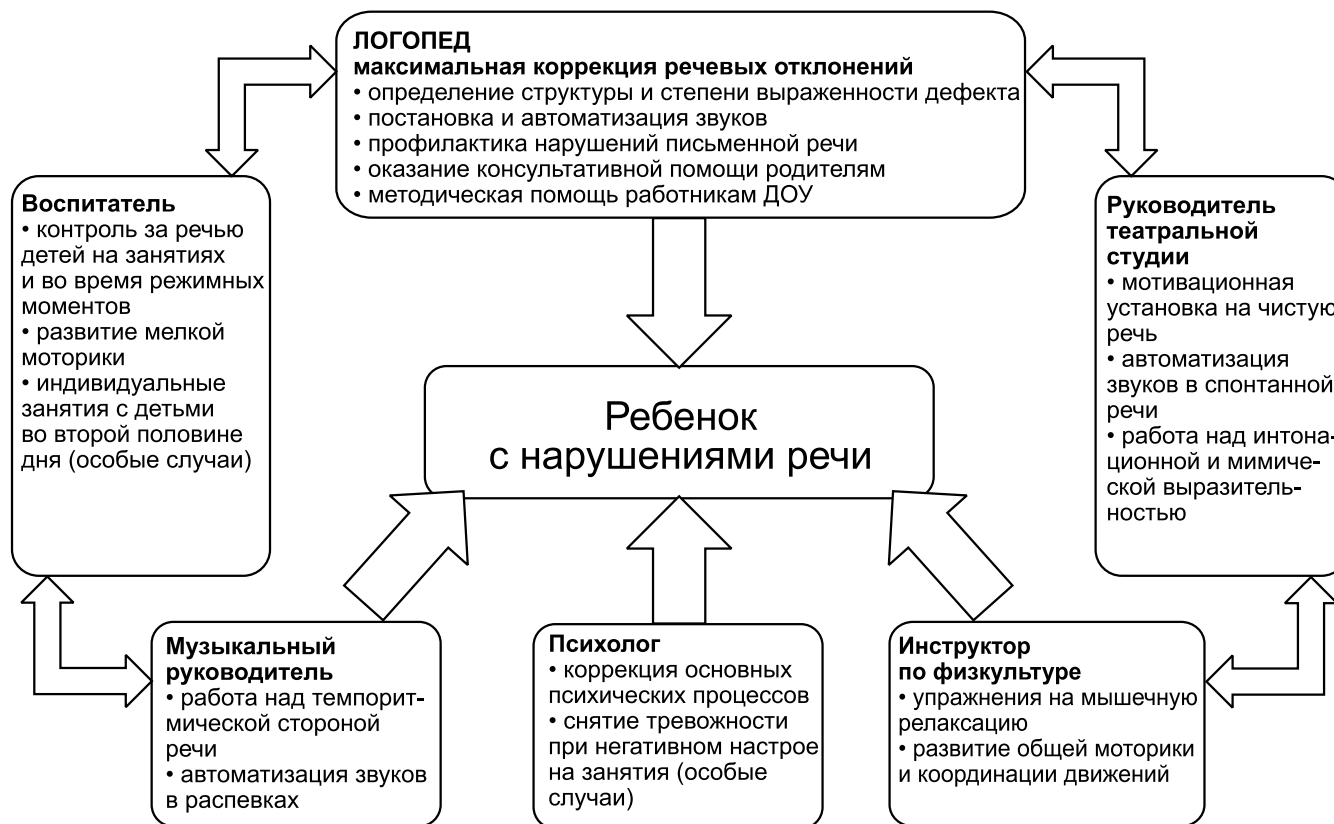 ЛОГОПЕД
максимальная коррекция речевых отклонений
• определение структуры и степени выраженности дефекта
• постановка и автоматизация звуков
• профилактика нарушений письменной речи
• оказание консультативной помощи родителям
• методическая помощь работникам ДОУ
Воспитатель
• контроль за речью
детей на занятиях
и во время режимных
моментов
• развитие мелкой
моторики
• индивидуальные
занятия с детьми
во второй половине
дня (особые случаи)
Руководитель
театральной
студии
• мотивационная
установка на чистую
речь
• автоматизация
звуков в спонтанной
речи
• работа над интона-
ционной и мимиче-
ской выразитель-
ностью
Ребенок
с нарушениями речи
Музыкальный
руководитель
• работа над темпорит-
мической стороной
речи
• автоматизация звуков
в распевках
Психолог
• коррекция основных
психических процессов
• снятие тревожности
при негативном настрое
на занятия (особые
случаи)
Инструктор
по физкультуре
• упражнения на мышечную
релаксацию
• развитие общей моторики
и координации движений